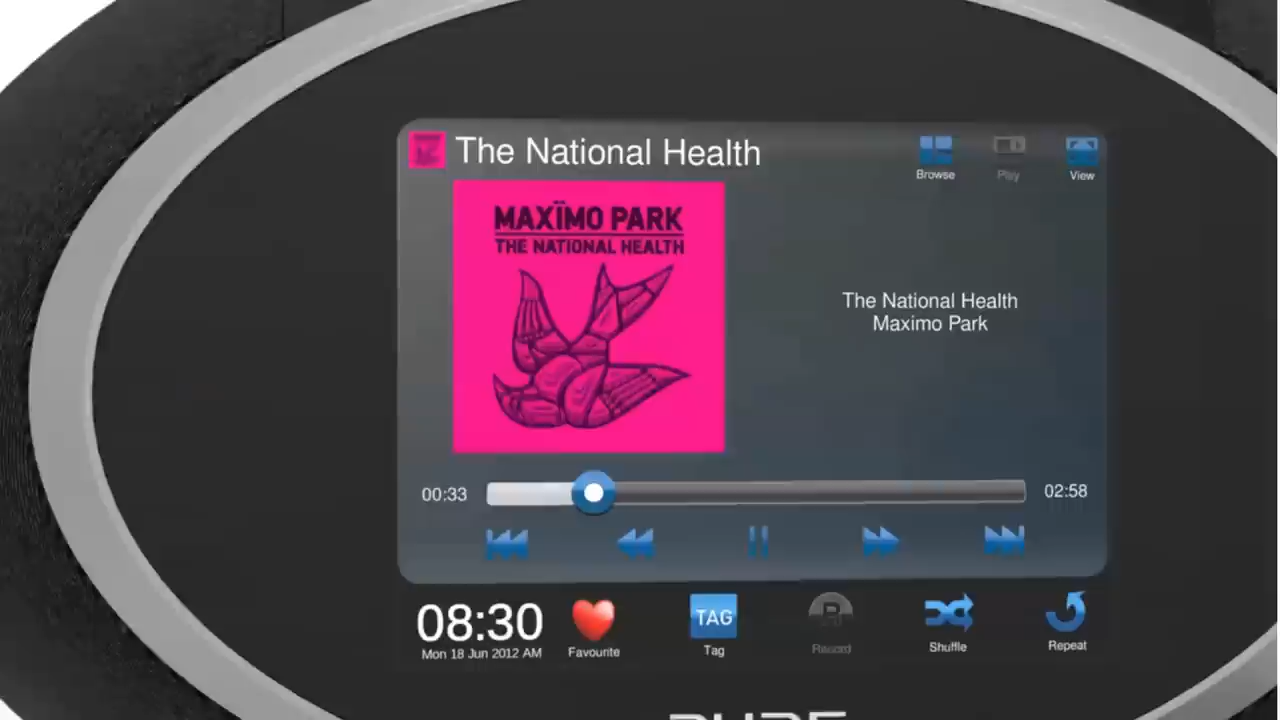 The National Health
Browse
Play
View
MAXÏMO PARK
THE NATIONAL HEALTH
The National Health
Maximo Park
00:33
02:58
08:30
Mon 18 Jun 2012 AM
Favourite
TAG
Tag
R
Record
Shuffle
Repeat
PURE